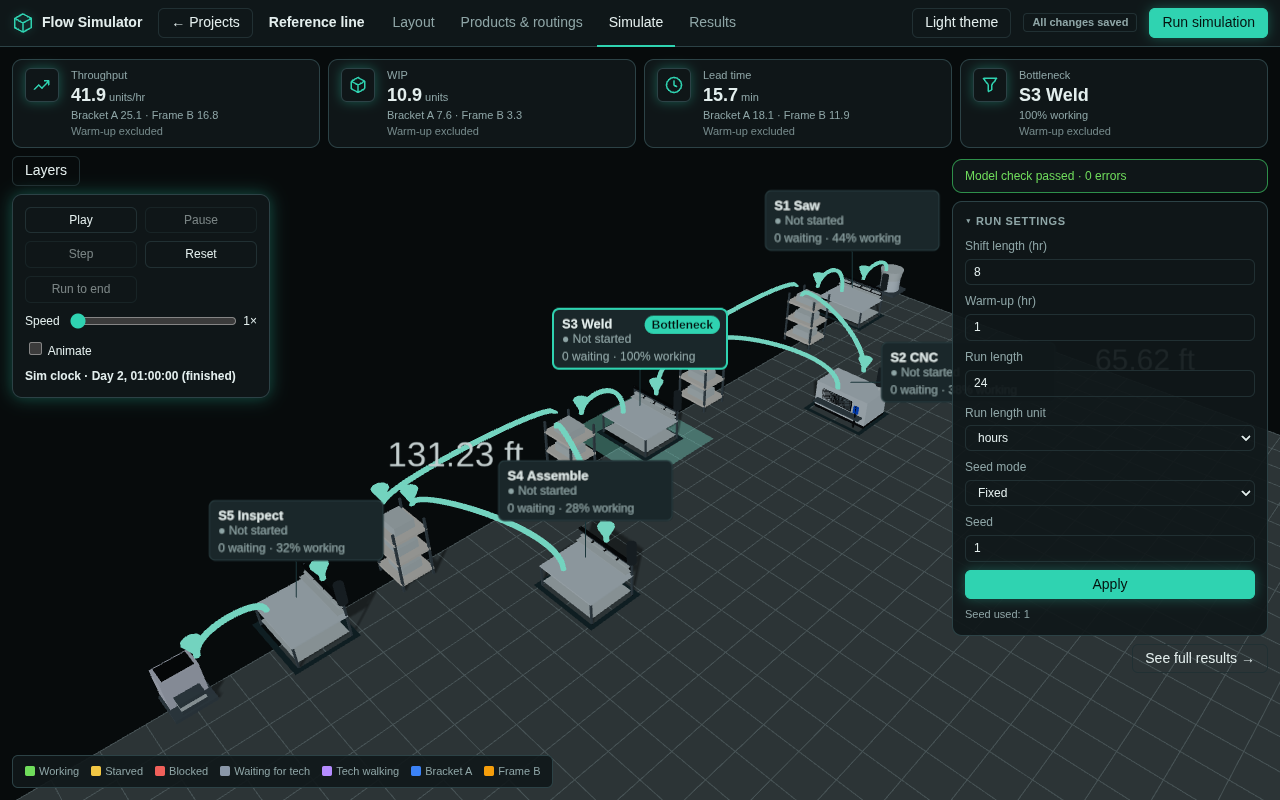 Flow Simulator
← Projects
Reference line
Layout
Products & routings
Simulate
Results
Light theme
All changes saved
Run simulation
Throughput
41.9 units/hr
Bracket A 25.1 · Frame B 16.8
Warm-up excluded
WIP
10.9 units
Bracket A 7.6 · Frame B 3.3
Warm-up excluded
Lead time
15.7 min
Bracket A 18.1 · Frame B 11.9
Warm-up excluded
Bottleneck
S3 Weld
100% working
Warm-up excluded
Layers
Play
Pause
Step
Reset
Run to end
Speed
1×
Animate
Sim clock · Day 2, 01:00:00 (finished)
S1 Saw
● Not started
0 waiting · 44% working
S3 Weld
Bottleneck
● Not started
0 waiting · 100% working
S2 CNC
● Not started
0 waiting
65.62 ft
131.23 ft
S4 Assemble
● Not started
0 waiting · 28% working
S5 Inspect
● Not started
0 waiting · 32% working
Model check passed · 0 errors
▾ RUN SETTINGS
Shift length (hr)
8
Warm-up (hr)
1
Run length
24
Run length unit
hours
Seed mode
Fixed
Seed
1
Apply
Seed used: 1
See full results →
Working
Starved
Blocked
Waiting for tech
Tech walking
Bracket A
Frame B